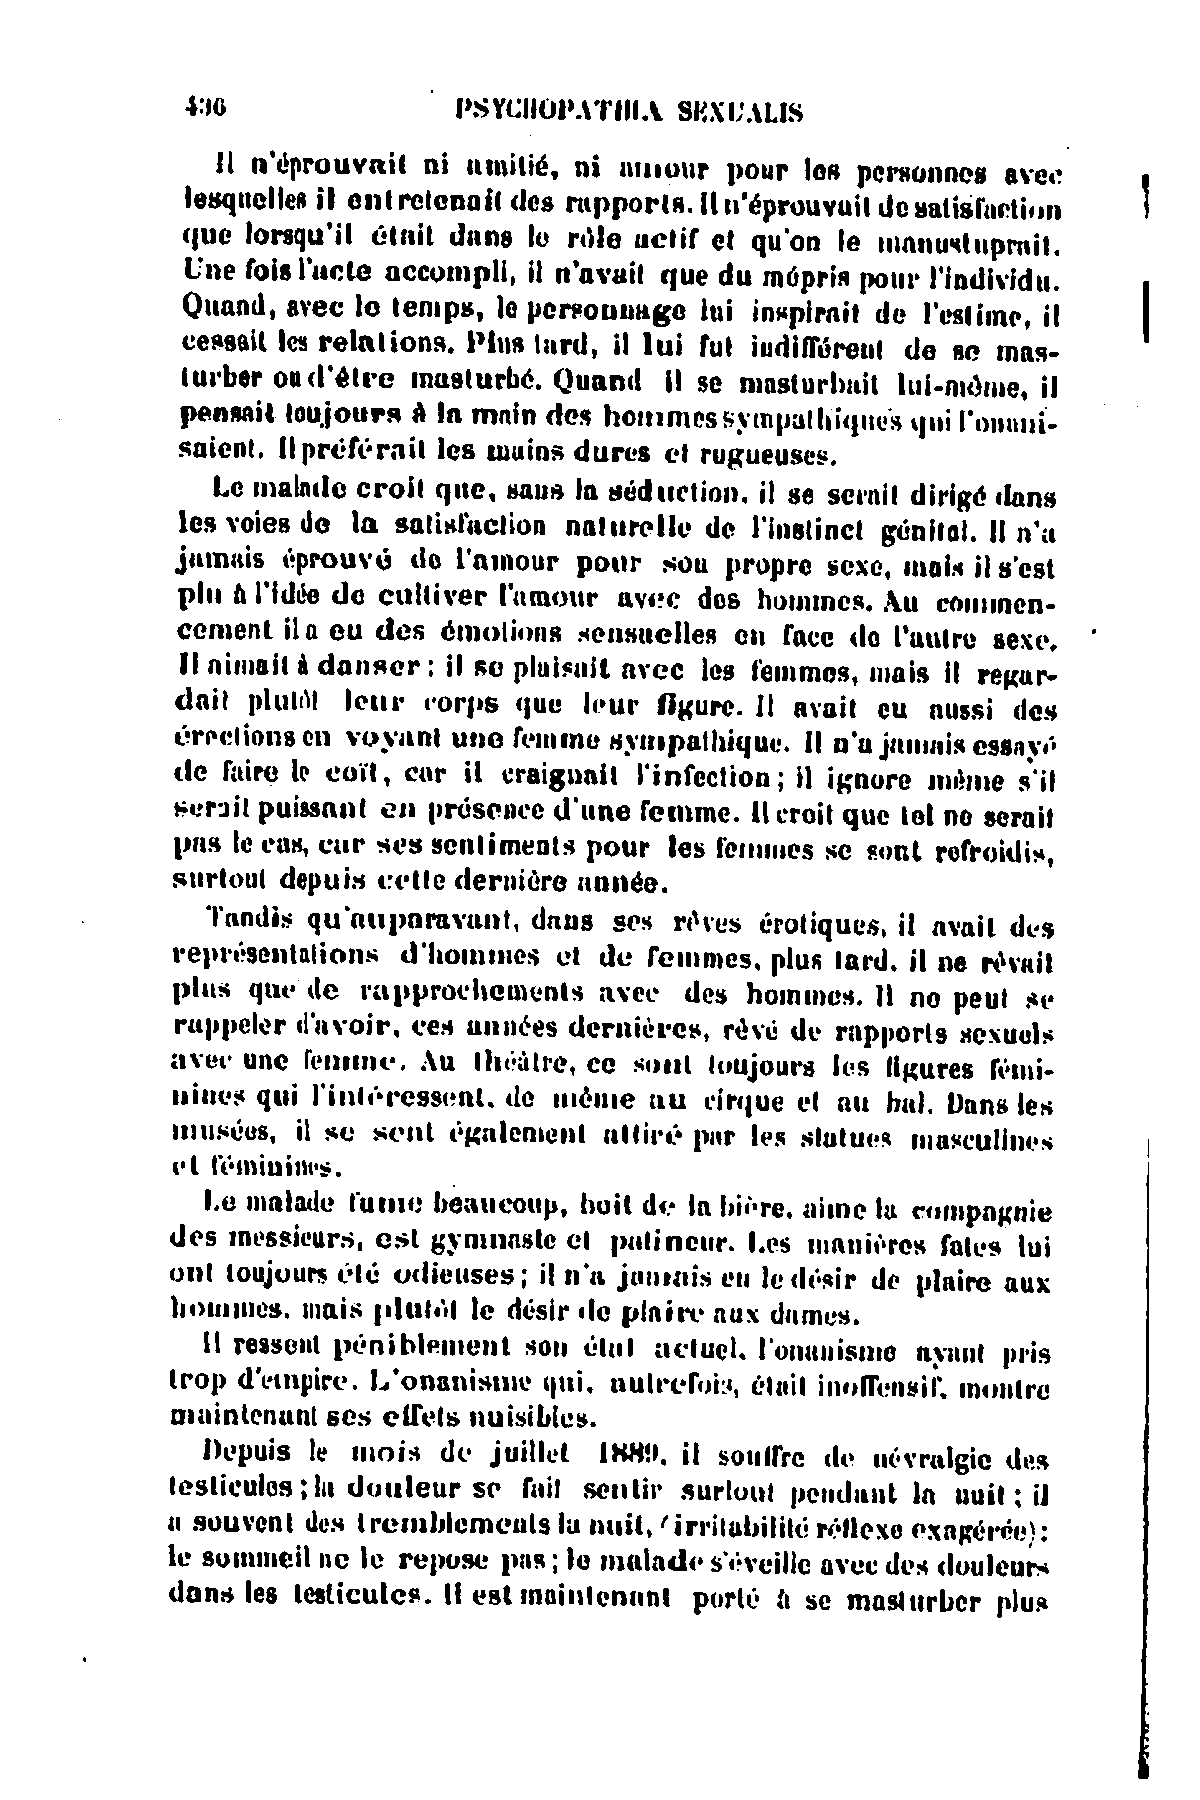 436 PSYCHOPATHIA SEXUALIS
Il n'éprouvait ni amitié, ni amour pour les personnes avec
lesquelles il entretenait des rapports. Il n'éprouvait de satisfaction
que lorsqu'il était dans le rôle actif et qu'on le manustuprait.
Une fois l'acte accompli, il n'avait que du mépris pour l'individu.
Quand, avec le temps, le personnage lui inspirait de l'estime, il
cessait les relations. Plus tard, il lui fut indifférent de se mas-
turber ou d'être masturbé. Quand il se masturbait lui-même, il
pensait toujours à la main des hommes sympathiques qui l'onani-
saient. Il préférait les mains dures et rugueuses.
Le malade croit que, sans la séduction, il se serait dirigé dans
les voies de la satisfaction naturelle de l'instinct génital. Il n'a
jamais éprouvé de l'amour pour son propre sexe, mais il s'est
plu à l'idée de cultiver l'amour avec des hommes. Au commen-
cement il a eu des émotions sensuelles en face de l'autre sexe.
Il aimait à danser ; il se plaisait avec les femmes, mais il regar-
dait plutôt leur corps que leur figure. Il avait eu aussi des
érections en voyant une femme sympathique. Il n'a jamais essayé
de faire le coït, car il craignait l'infection ; il ignore même s'il
serait puissant en présence d'une femme. Il croit que tel ne serait
pas le cas, car ses sentiments pour les femmes se sont refroidis,
surtout depuis cette dernière année.
Tandis qu'auparavant, dans ses rêves érotiques, il avait des
représentations d'hommes et de femmes, plus tard, il ne rêvait
plus que de rapprochements avec des hommes. Il ne peut se
rappeler d'avoir, ces années dernières, rêvé de rapports sexuels
avec une femme. Au théâtre, ce sont toujours les figures fémi-
nines qui l'intéressent, de même au cirque et au bal. Dans les
musées, il se sent également attiré par les statues masculines
et féminines.
Le malade fume beaucoup, boit de la bière, aime la compagnie
des messieurs, est gymnaste et patineur. Les manières fates lui
ont toujours été odieuses ; il n'a jamais eu le désir de plaire aux
hommes, mais plutôt le désir de plaire aux dames.
Il ressent péniblement son état actuel, l'onanisme ayant pris
trop d'empire. L'onanisme qui, autrefois, était inoffensif, montre
maintenant ses effets nuisibles.
Depuis le mois de juillet 1889, il souffre de névralgie des
testicules ; la douleur se fait sentir surtout pendant la nuit ; il
a souvent des tremblements la nuit, (irritabilité réflexe exagérée) ;
le sommeil ne le repose pas ; le malade s'éveille avec des douleurs
dans les testicules. Il est maintenant porté à se masturber plus